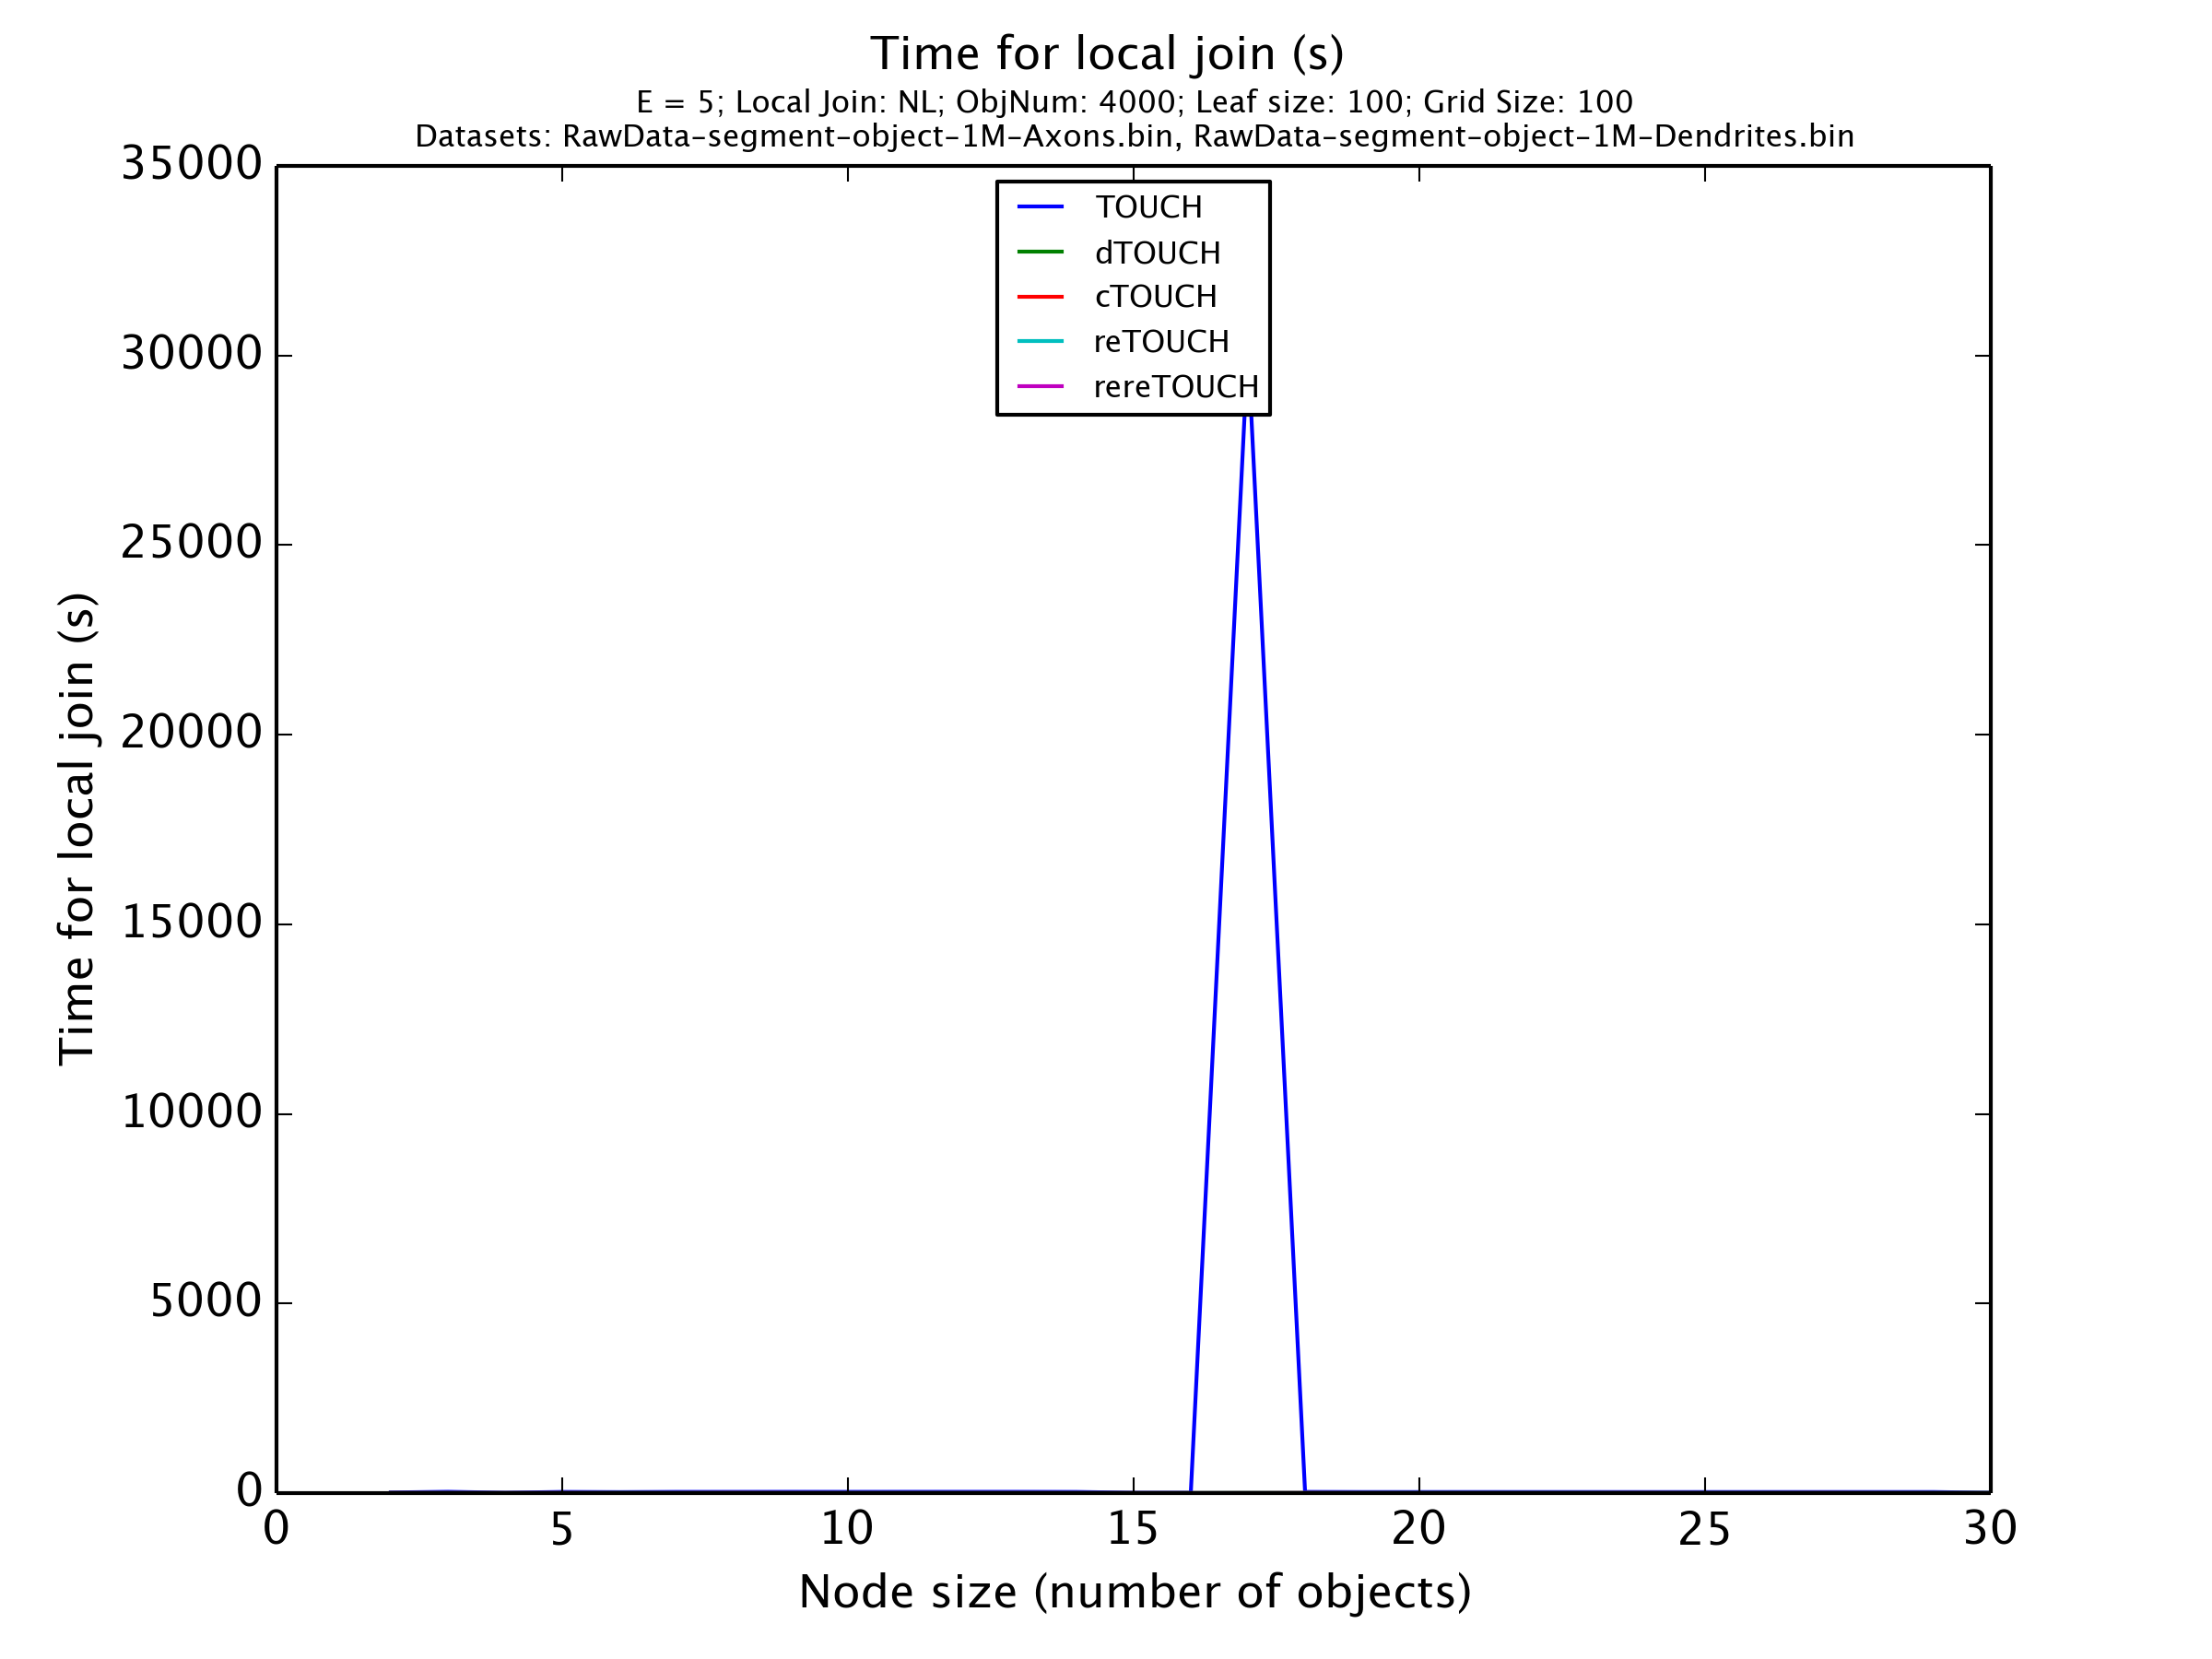 Time for local join (s)
E = 5; Local Join: NL; ObjNum: 4000; Leaf size: 100; Grid Size: 100
Datasets: RawData-segment-object-1M-Axons.bin, RawData-segment-object-1M-Dendrites.bin
TOUCH
dTOUCH
cTOUCH
reTOUCH
rereTOUCH
35000
30000
25000
20000
15000
10000
5000
0
Time for local join (s)
0 5 10 15 20 25 30
Node size (number of objects)